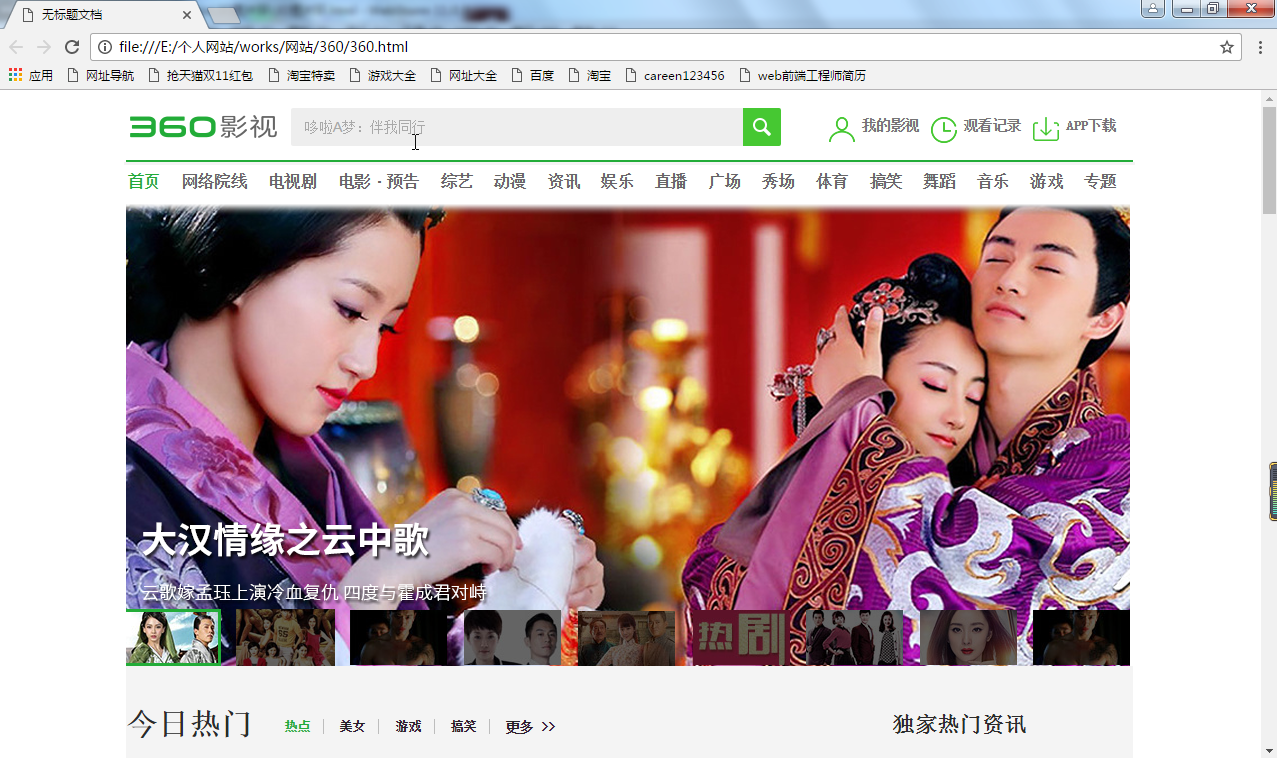 无标题文档
file:///E:/个人网站/works/网站/360/360.html
应用 网址导航 抢天猫双11红包 淘宝特卖 游戏大全 网址大全 百度 淘宝 careen123456 web前端工程师简历
360影视 哆啦A梦：伴我同行 我的影视 观看记录 APP下载
首页 网络院线 电视剧 电影·预告 综艺 动漫 资讯 娱乐 直播 广场 秀场 体育 搞笑 舞蹈 音乐 游戏 专题
大汉情缘之云中歌
云歌嫁孟珏上演冷血复仇 四度与霍成君对峙
热剧
今日热门 热点 美女 游戏 搞笑 更多 >> 独家热门资讯